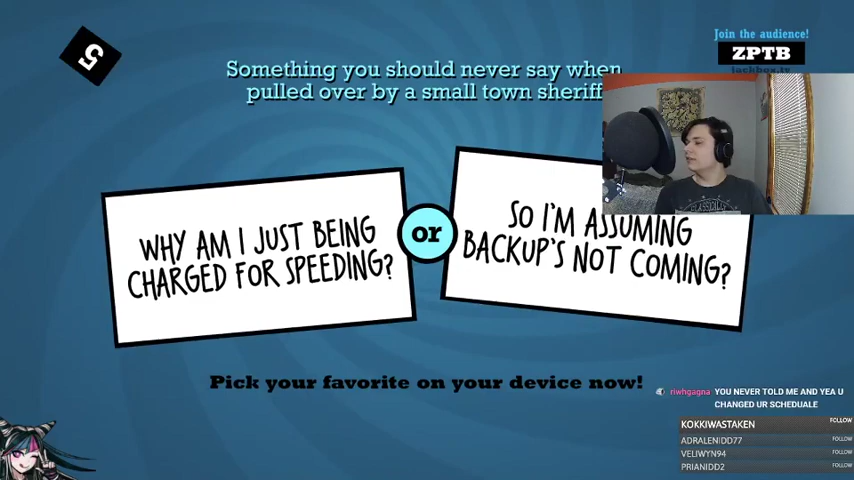 5
Join the audience!
ZPTB
jackbox.tv
Something you should never say when
pulled over by a small town sheriff
WHY AM I JUST BEING
CHARGED FOR SPEEDING?
or
SO I'M ASSUMING
BACKUP'S NOT COMING?
Pick your favorite on your device now!
riwhgagna YOU NEVER TOLD ME AND YEA U
CHANGED UR SCHEDUALE
KOKKIWASTAKEN FOLLOW
ADRALENIDD77 FOLLOW
VELIWYN94 FOLLOW
PRIANIDD2 FOLLOW